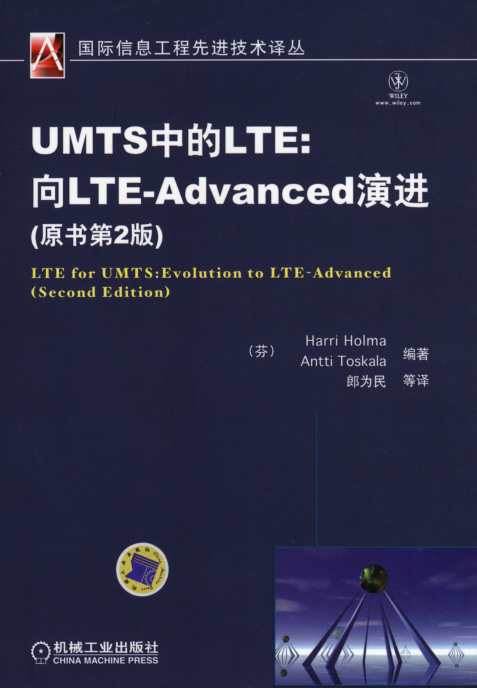 国际信息工程先进技术译丛
WILEY
www.wiley.com
UMTS中的LTE:
向LTE-Advanced演进
(原书第2版)
LTE for UMTS:Evolution to LTE-Advanced
(Second Edition)
(芬) Harri Holma
Antti Toskala 编著
郎为民 等译
机械工业出版社
CHINA MACHINE PRESS